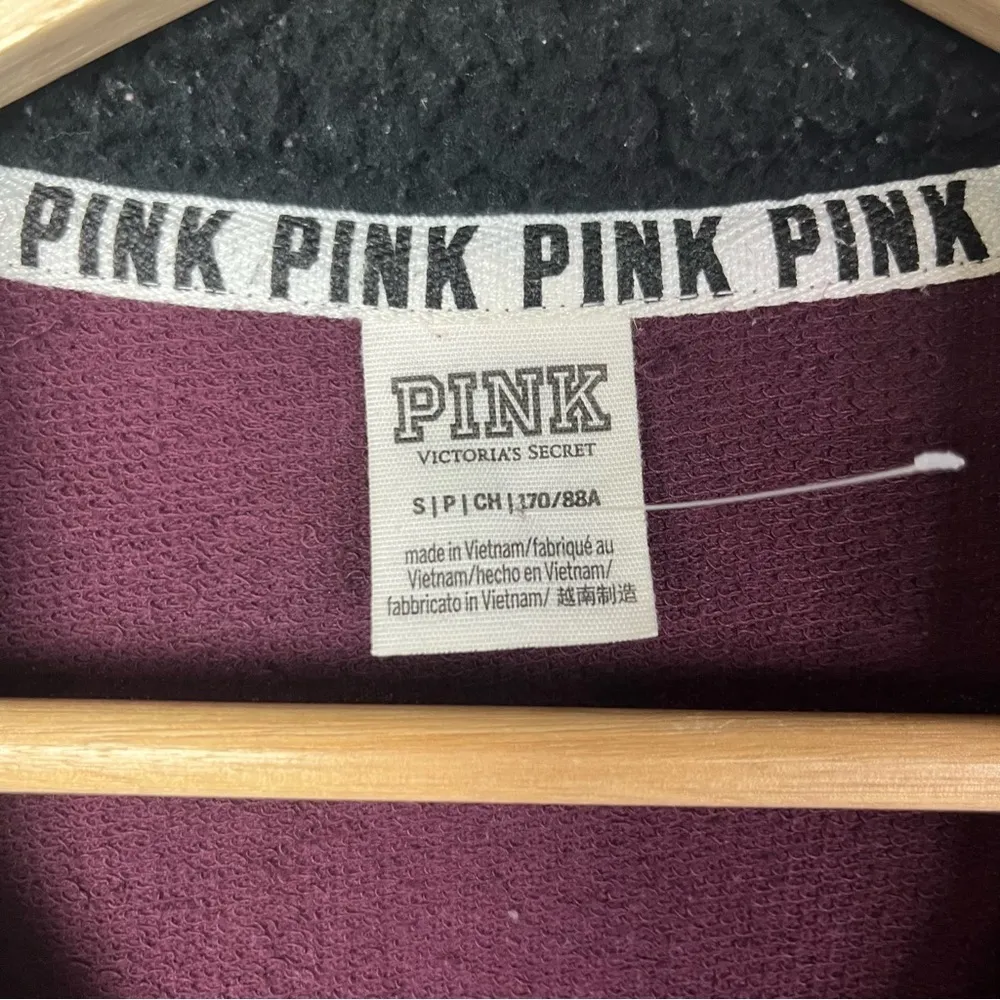 PINK PINK PINK PINK
PINK
VICTORIA'S SECRET
S|P|CH|170/88A
made in Vietnam/fabriqué au
Vietnam/hecho en Vietnam/
fabbricato in Vietnam/ 越南制造